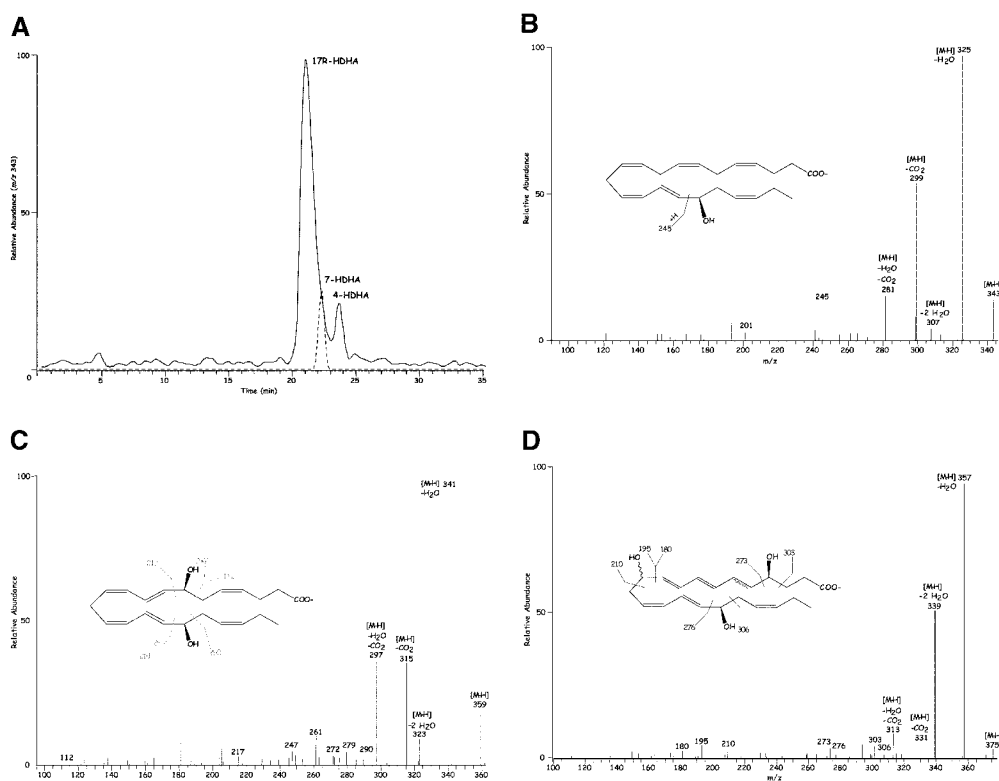 A
100
50
0
Relative Abundance (m/z 343)
17R-HDHA
7-HDHA
4-HDHA
5
10
15
20
25
30
35
Time (min)
B
100
50
0
Relative Abundance
[M-H] 325
-H2O
[M-H]
-CO2
299
[M-H]
-H2O
-CO2
281
[M-H]
-2 H2O
307
[M-H]
343
245
201
COO-
OH
+H
245
100 120 140 160 180 200 220 240 260 280 300 320 340
m/z
C
100
50
0
Relative Abundance
[M-H] 341
-H2O
[M-H]
-H2O
-CO2
297
[M-H]
-CO2
315
[M-H]
-2 H2O
323
[M-H]
359
OH
COO-
OH
112
217
247
261
272
279
290
100 120 140 160 180 200 220 240 260 280 300 320 340 360
D
100
50
0
Relative Abundance
[M-H] 357
-H2O
[M-H]
-2 H2O
339
[M-H]
-H2O
-CO2
313
[M-H]
-CO2
331
[M-H]
375
195
180
HO
210
273
OH
303
COO-
276
OH
306
180
195
210
273
276
303
306
100 120 140 160 180 200 220 240 260 280 300 320 340 360
m/z